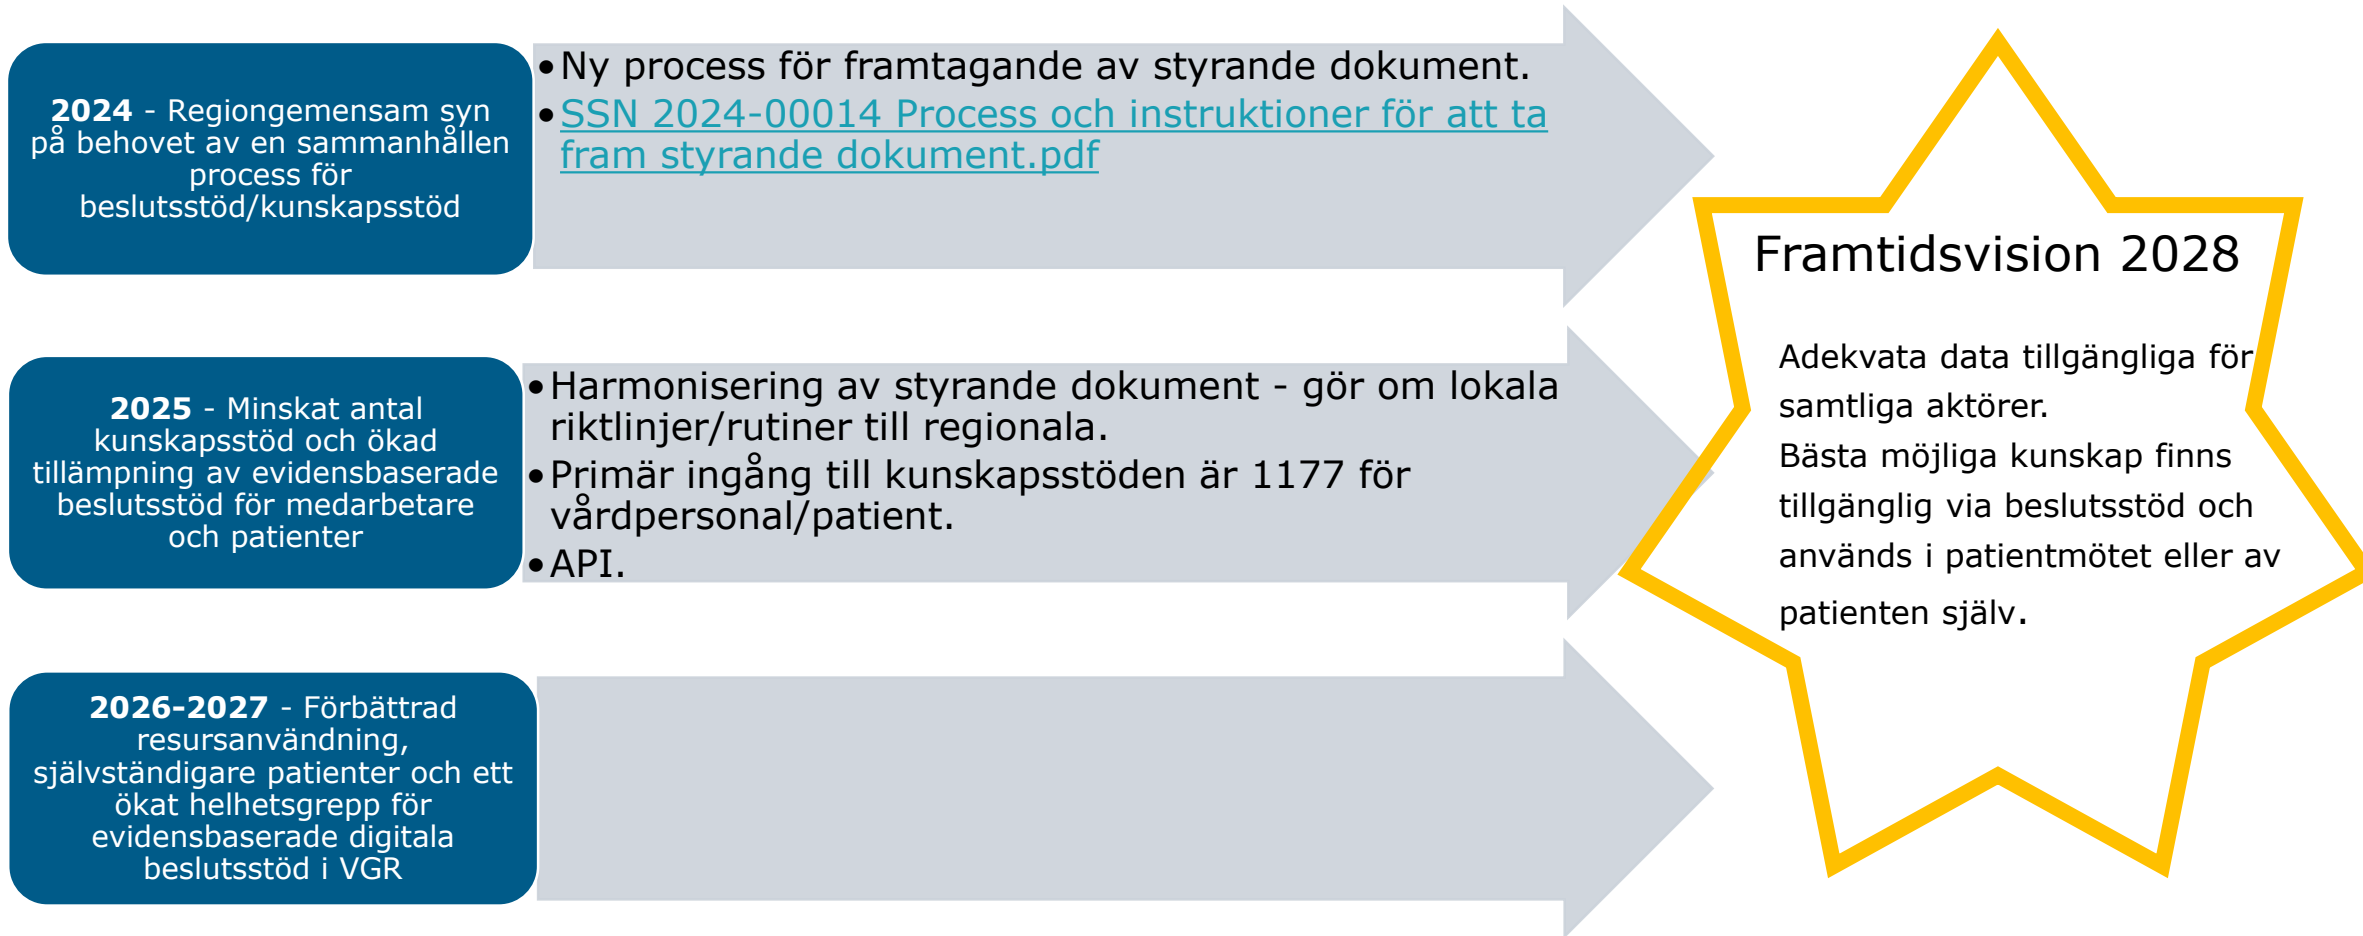 2024 - Regiongemensam syn
på behovet av en sammanhållen
process för
beslutsstöd/kunskapsstöd
•Ny process för framtagande av styrande dokument.
•SSN 2024-00014 Process och instruktioner för att ta
fram styrande dokument.pdf
2025 - Minskat antal
kunskapsstöd och ökad
tillämpning av evidensbaserade
beslutsstöd för medarbetare
och patienter
•Harmonisering av styrande dokument - gör om lokala
riktlinjer/rutiner till regionala.
•Primär ingång till kunskapsstöden är 1177 för
vårdpersonal/patient.
•API.
2026-2027 - Förbättrad
resursanvändning,
självständigare patienter och ett
ökat helhetsgrepp för
evidensbaserade digitala
beslutsstöd i VGR
Framtidsvision 2028
Adekvata data tillgängliga för
samtliga aktörer.
Bästa möjliga kunskap finns
tillgänglig via beslutsstöd och
används i patientmötet eller av
patienten själv.